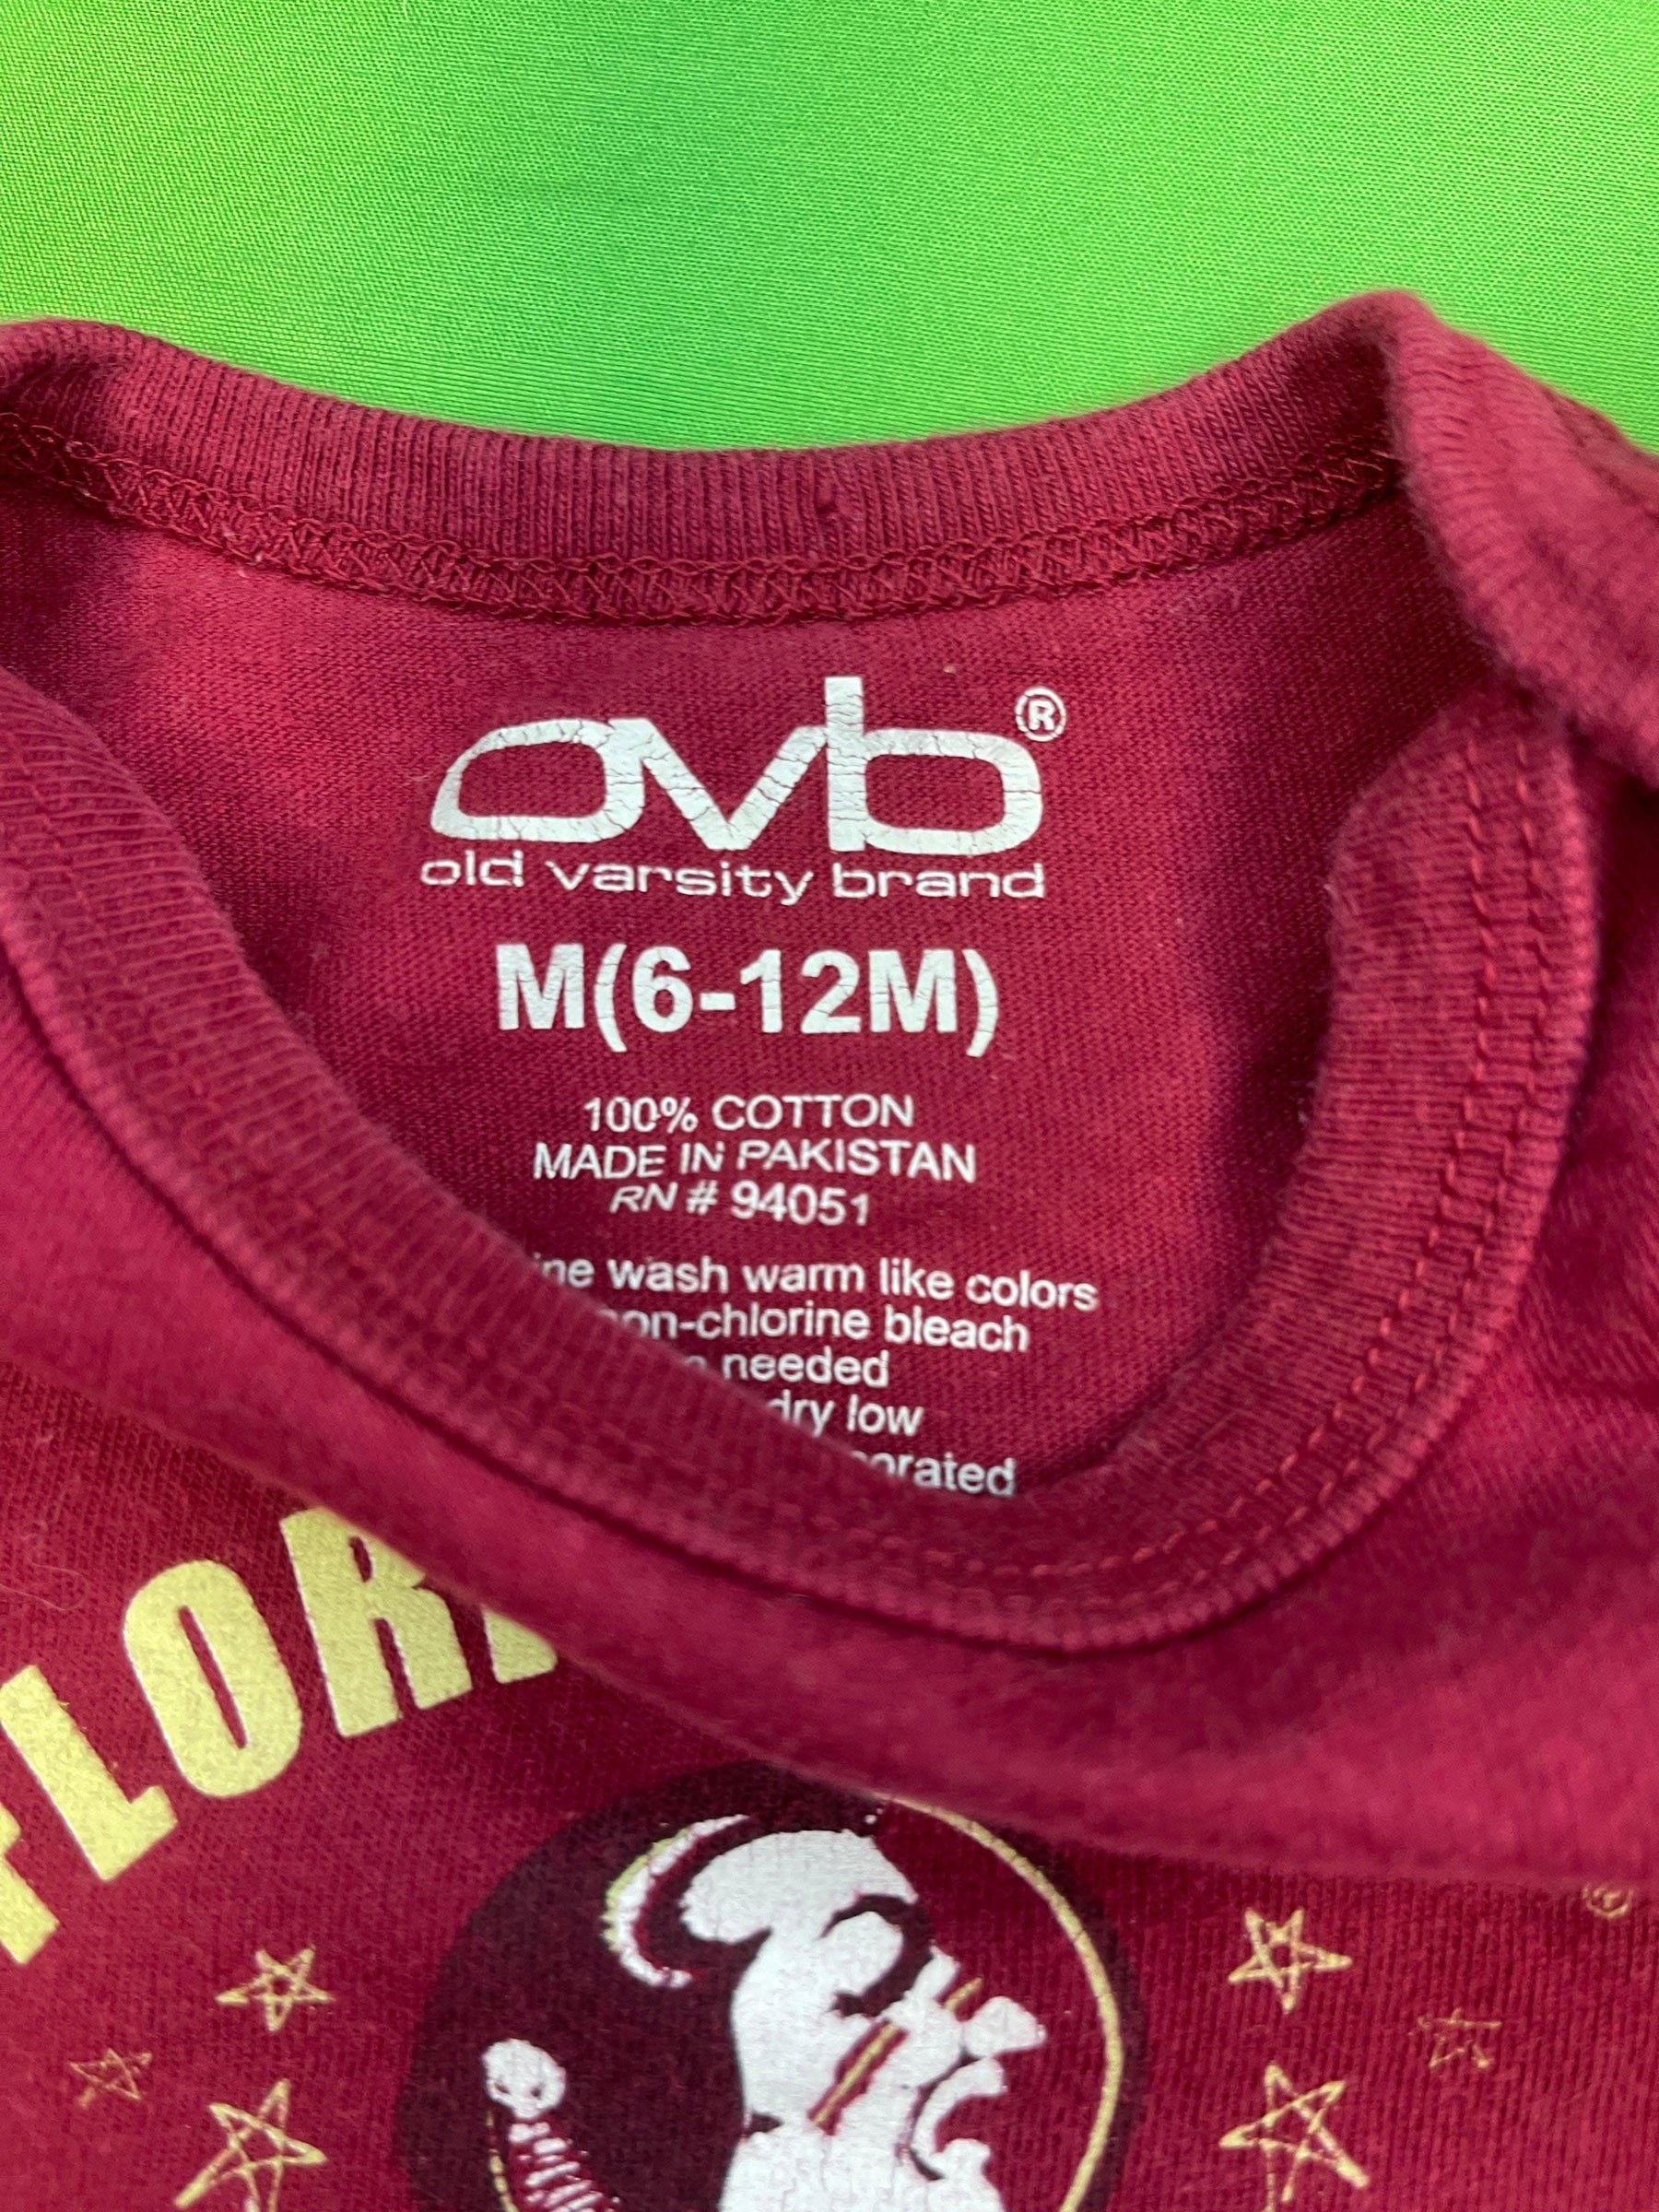 ovb®
old varsity brand
M(6-12M)
100% COTTON
MADE IN PAKISTAN
RN # 94051
wash warm like colors
non-chlorine bleach
needed
dry low
FLOR
®